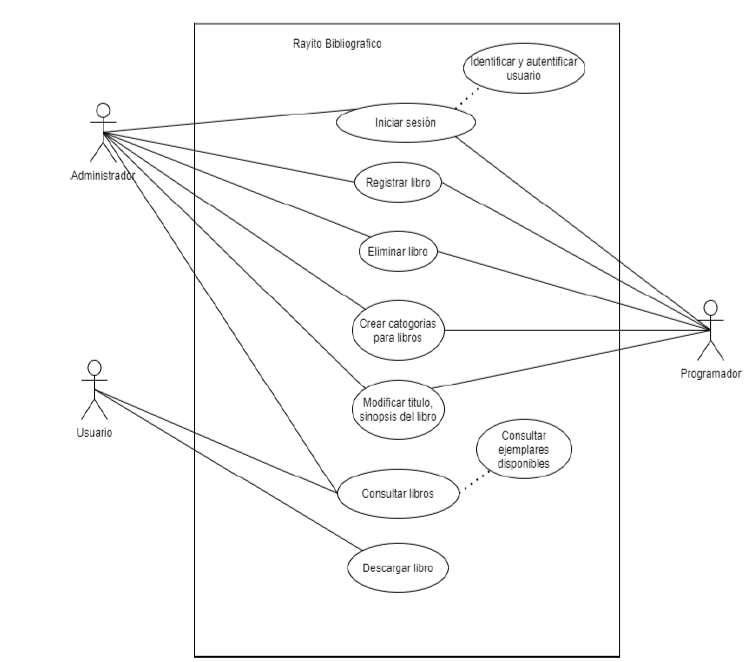 Rayito Bibliografico
Identificar y autentificar
usuario
Iniciar sesión
Administrador
Registrar libro
Eliminar libro
Crear catogorias
para libros
Programador
Modificar titulo,
sinopsis del libro
Usuario
Consultar
ejemplares
disponibles
Consultar libros
Descargar libro